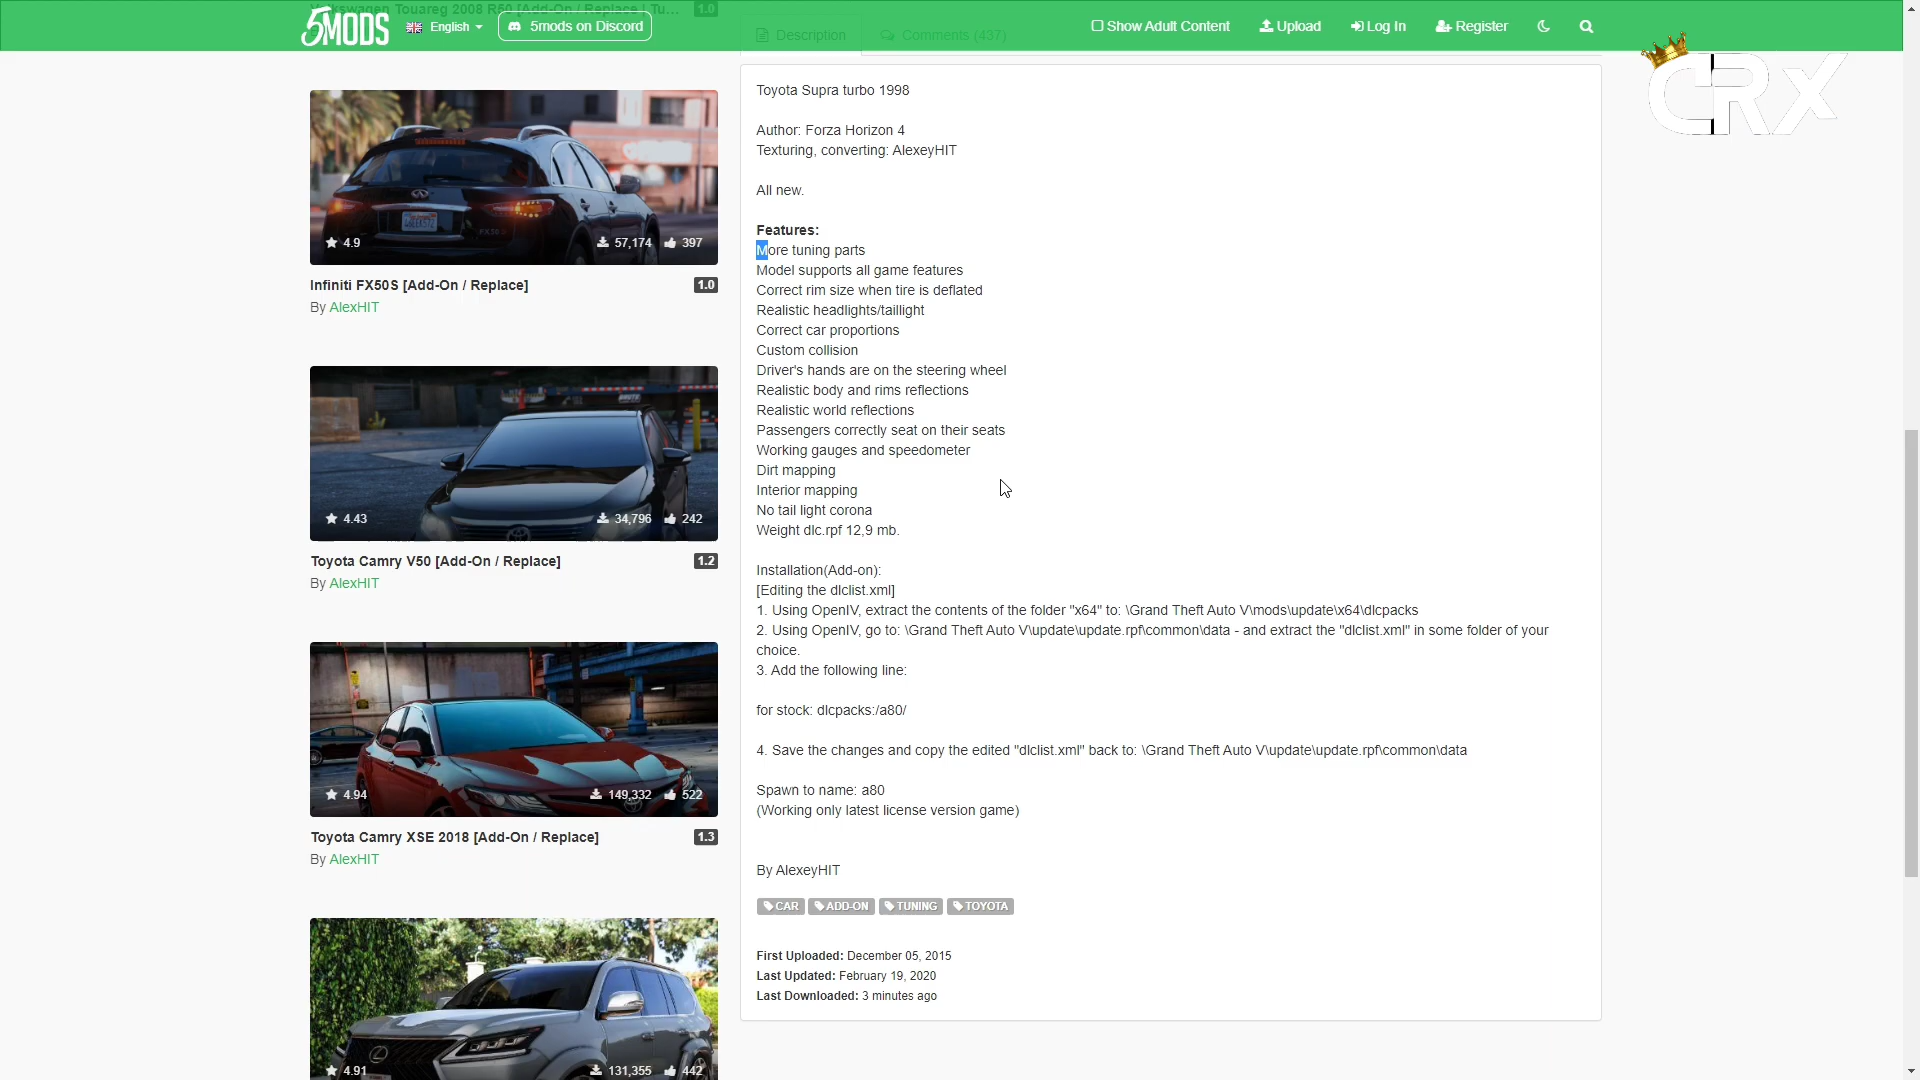 Volkswagen Touareg 2008 R50 [Add-On / Replace | Tu... 1.0
5MODS English 5mods on Discord Show Adult Content Upload Log In Register
Description Comments (437)
CRX
4.9 57,174 397
Infiniti FX50S [Add-On / Replace] 1.0
By AlexHIT
4.43 34,796 242
Toyota Camry V50 [Add-On / Replace] 1.2
By AlexHIT
4.94 149,332 522
Toyota Camry XSE 2018 [Add-On / Replace] 1.3
By AlexHIT
4.91 131,355 442
Toyota Supra turbo 1998
Author: Forza Horizon 4
Texturing, converting: AlexeyHIT
All new.
Features:
More tuning parts
Model supports all game features
Correct rim size when tire is deflated
Realistic headlights/taillight
Correct car proportions
Custom collision
Driver's hands are on the steering wheel
Realistic body and rims reflections
Realistic world reflections
Passengers correctly seat on their seats
Working gauges and speedometer
Dirt mapping
Interior mapping
No tail light corona
Weight dlc.rpf 12,9 mb.
Installation(Add-on):
[Editing the dlclist.xml]
1. Using OpenIV, extract the contents of the folder "x64" to: \Grand Theft Auto V\mods\update\x64\dlcpacks
2. Using OpenIV, go to: \Grand Theft Auto V\update\update.rpf\common\data - and extract the "dlclist.xml" in some folder of your
choice.
3. Add the following line:
for stock: dlcpacks:/a80/
4. Save the changes and copy the edited "dlclist.xml" back to: \Grand Theft Auto V\update\update.rpf\common\data
Spawn to name: a80
(Working only latest license version game)
By AlexeyHIT
CAR ADD-ON TUNING TOYOTA
First Uploaded: December 05, 2015
Last Updated: February 19, 2020
Last Downloaded: 3 minutes ago